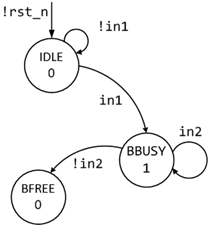 !rst_n
!in1
IDLE
0
in1
in2
!in2
BBUSY
1
BFREE
0